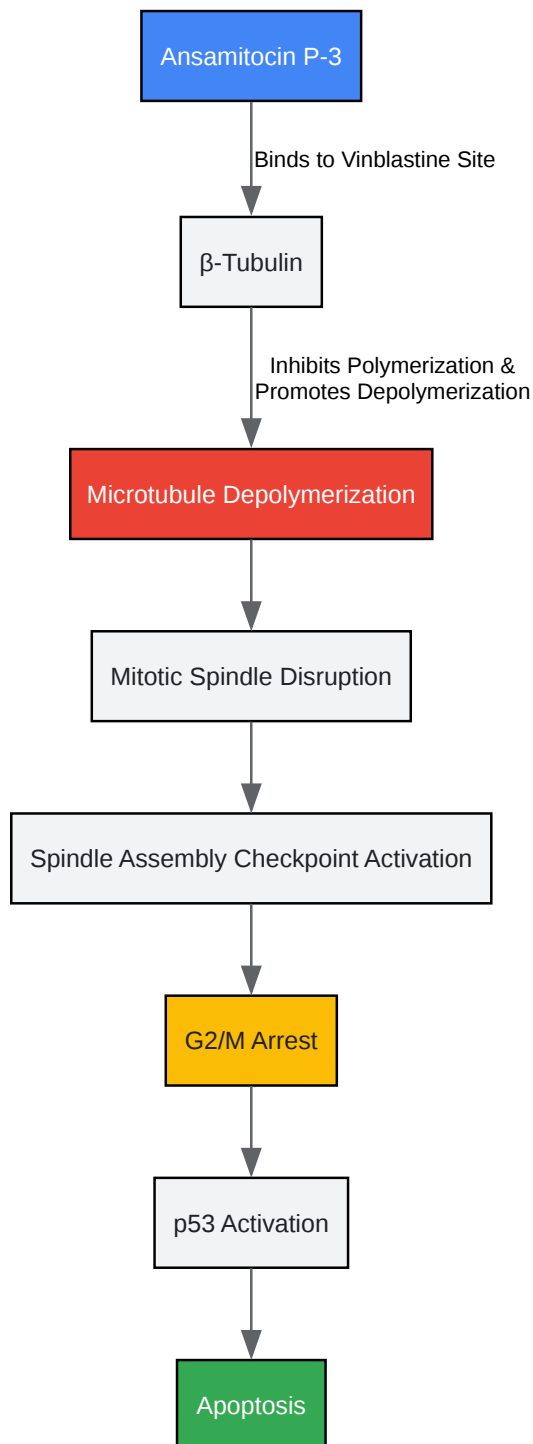 Ansamitocin P-3
Binds to Vinblastine Site
β-Tubulin
Inhibits Polymerization &
Promotes Depolymerization
Microtubule Depolymerization
Mitotic Spindle Disruption
Spindle Assembly Checkpoint Activation
G2/M Arrest
p53 Activation
Apoptosis